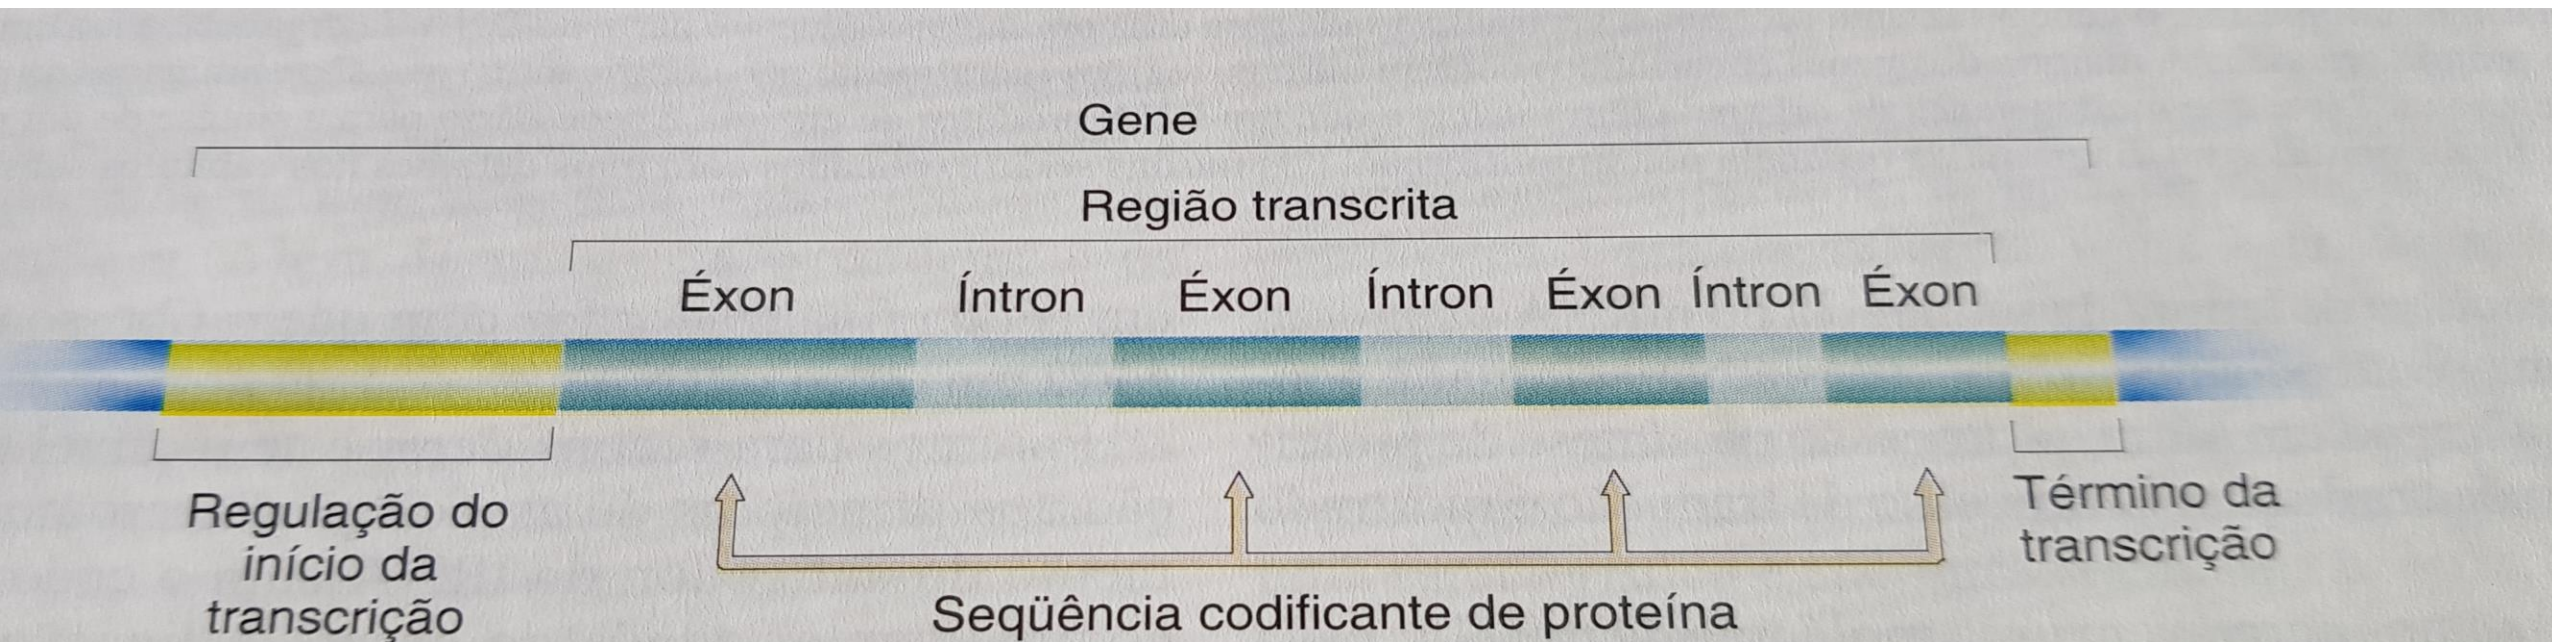 Gene
Região transcrita
Éxon Íntron Éxon Íntron Éxon Íntron Éxon
Regulação do
início da
transcrição
Término da
transcrição
Seqüência codificante de proteína